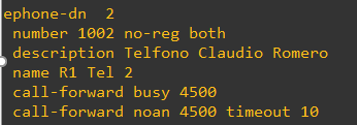 ephone-dn  2
 number 1002 no-reg both
 description Telfono Claudio Romero
 name R1 Tel 2
 call-forward busy 4500
 call-forward noan 4500 timeout 10